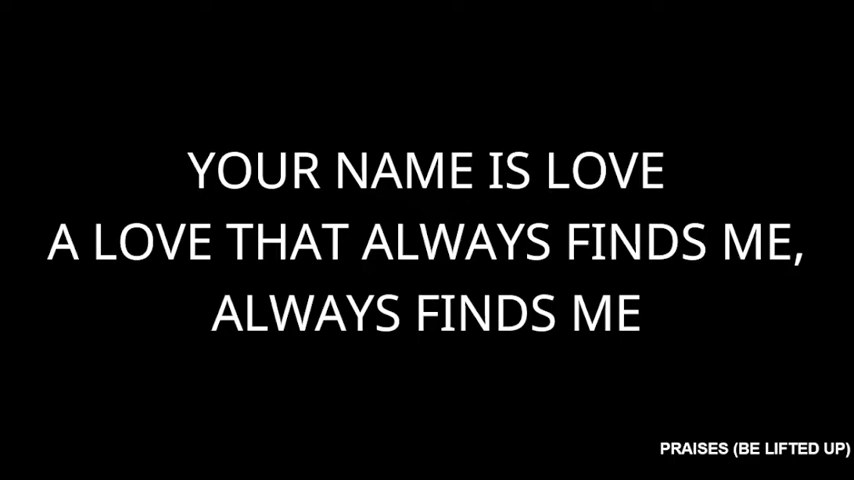 YOUR NAME IS LOVE
A LOVE THAT ALWAYS FINDS ME,
ALWAYS FINDS ME
PRAISES (BE LIFTED UP)